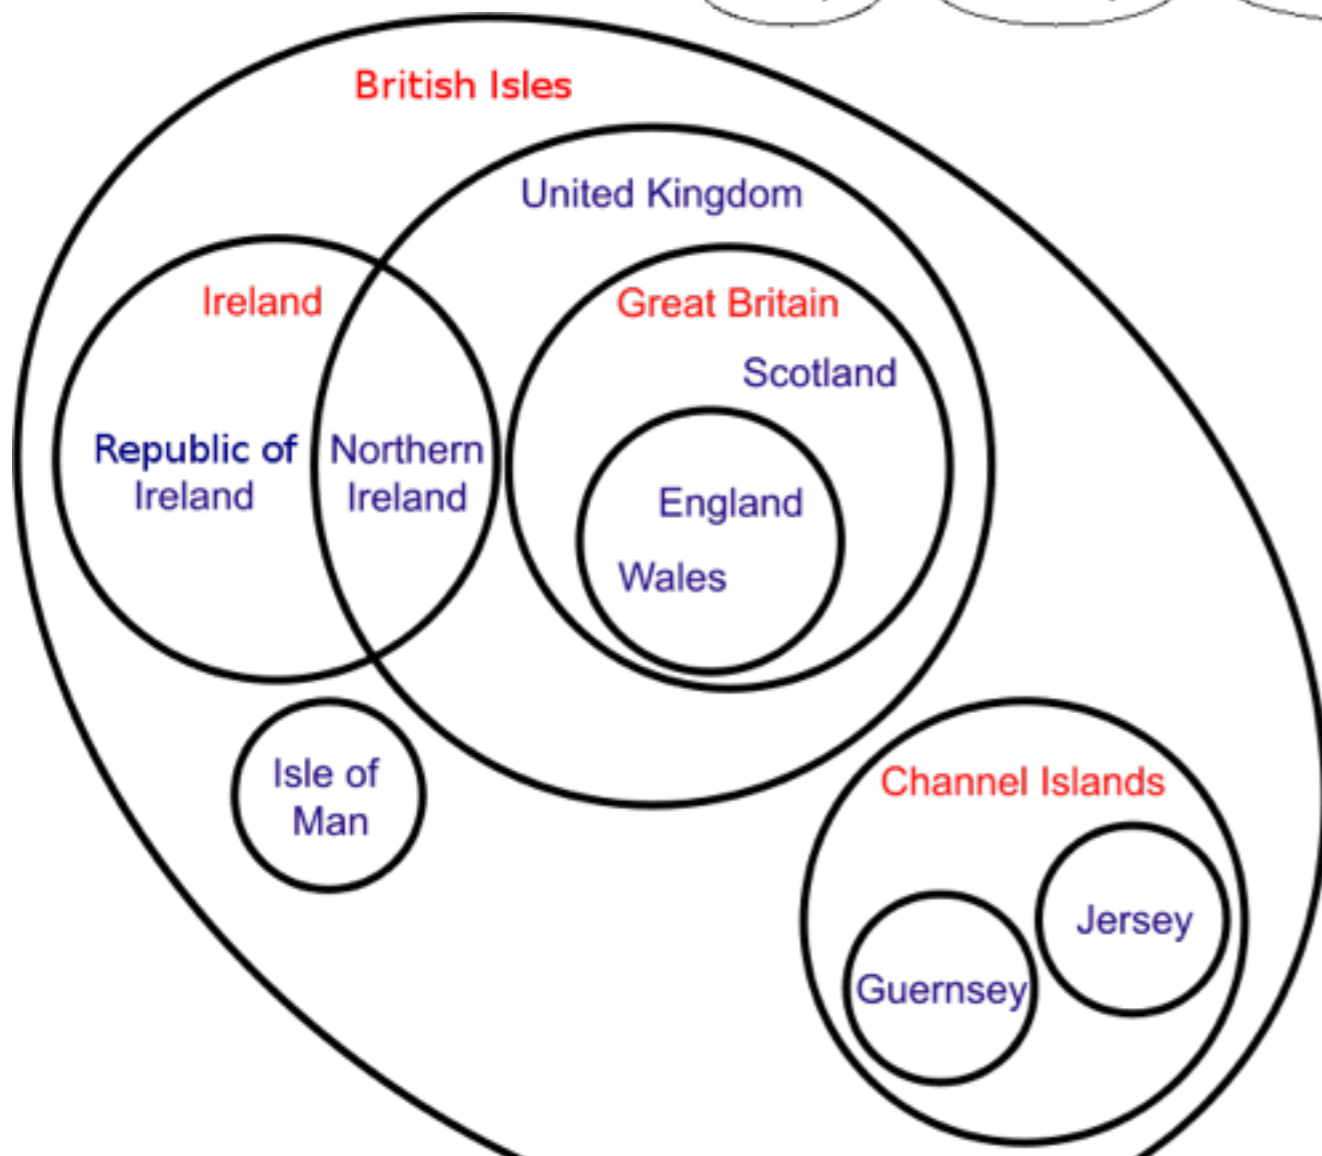 British Isles
United Kingdom
Ireland
Great Britain
Scotland
Republic of
Ireland
Northern
Ireland
England
Wales
Isle of
Man
Channel Islands
Jersey
Guernsey